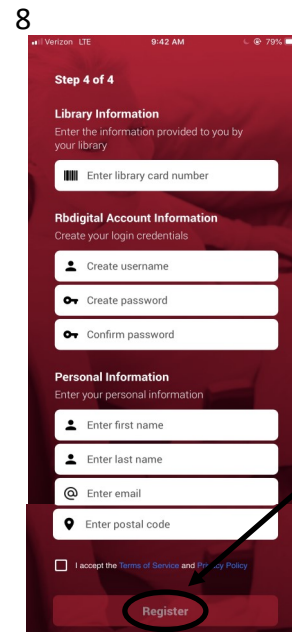 8
Verizon LTE 9:42 AM 79%
Step 4 of 4
Library Information
Enter the information provided to you by
your library
Enter library card number
Rbdigital Account Information
Create your login credentials
Create username
Create password
Confirm password
Personal Information
Enter your personal information
Enter first name
Enter last name
@ Enter email
Enter postal code
I accept the Terms of Service and Privacy Policy
Register